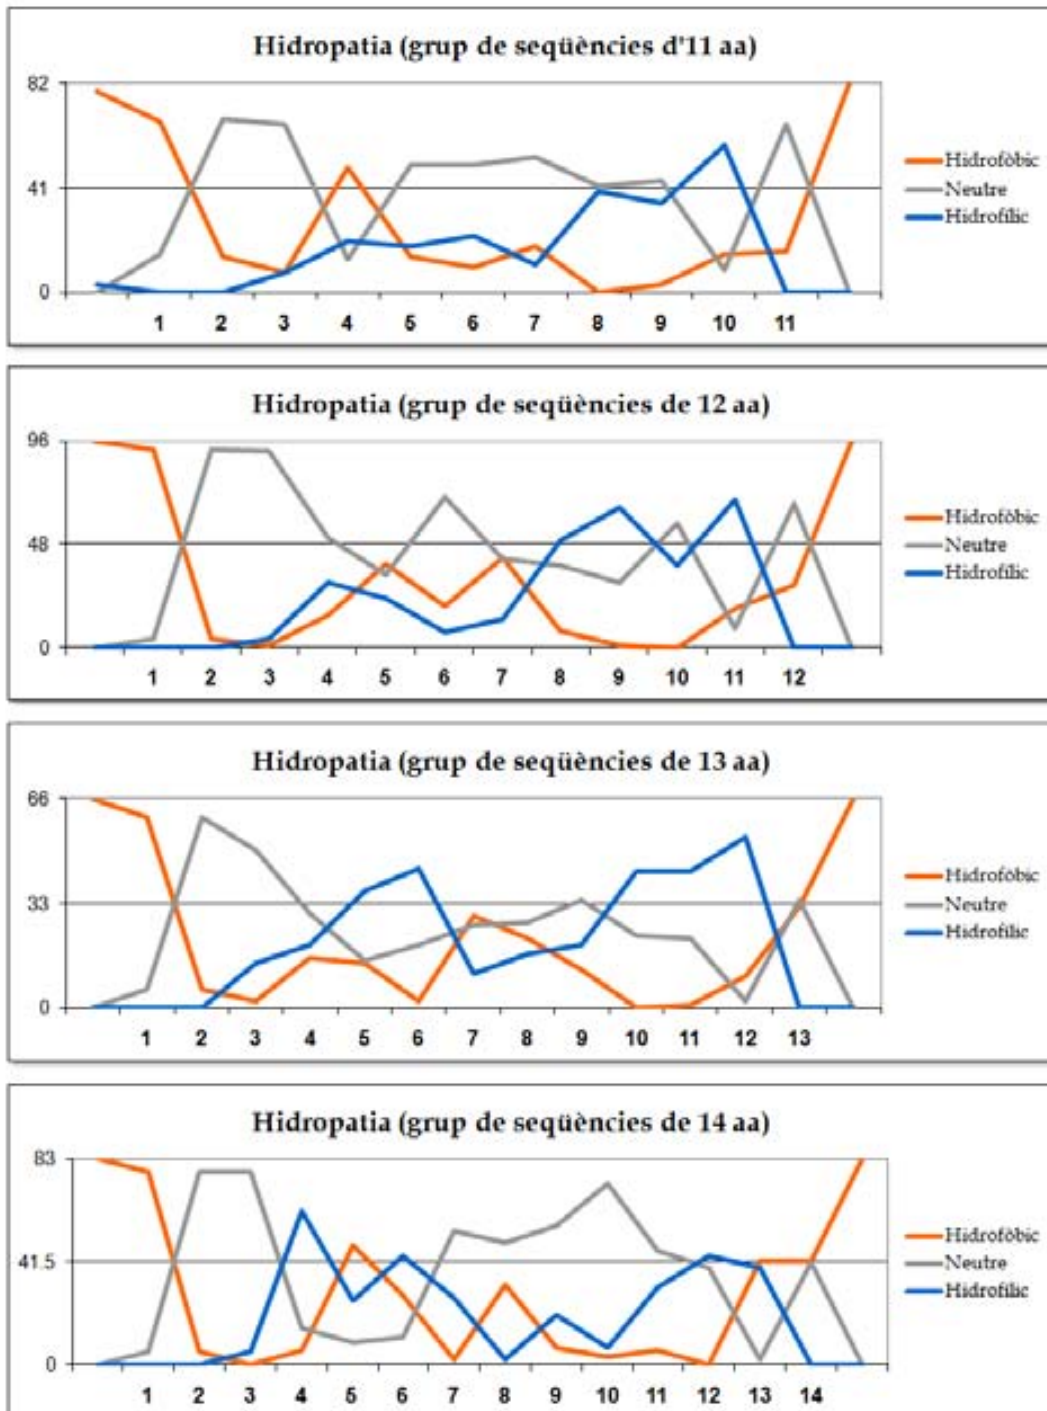 Hidropatia (grup de seqüències d'11 aa)
82
41
0
1 2 3 4 5 6 7 8 9 10 11
Hidrofòbic
Neutre
Hidrofílic
Hidropatia (grup de seqüències de 12 aa)
96
48
0
1 2 3 4 5 6 7 8 9 10 11 12
Hidrofòbic
Neutre
Hidrofílic
Hidropatia (grup de seqüències de 13 aa)
66
33
0
1 2 3 4 5 6 7 8 9 10 11 12 13
Hidrofòbic
Neutre
Hidrofílic
Hidropatia (grup de seqüències de 14 aa)
83
41.5
0
1 2 3 4 5 6 7 8 9 10 11 12 13 14
Hidrofòbic
Neutre
Hidrofílic